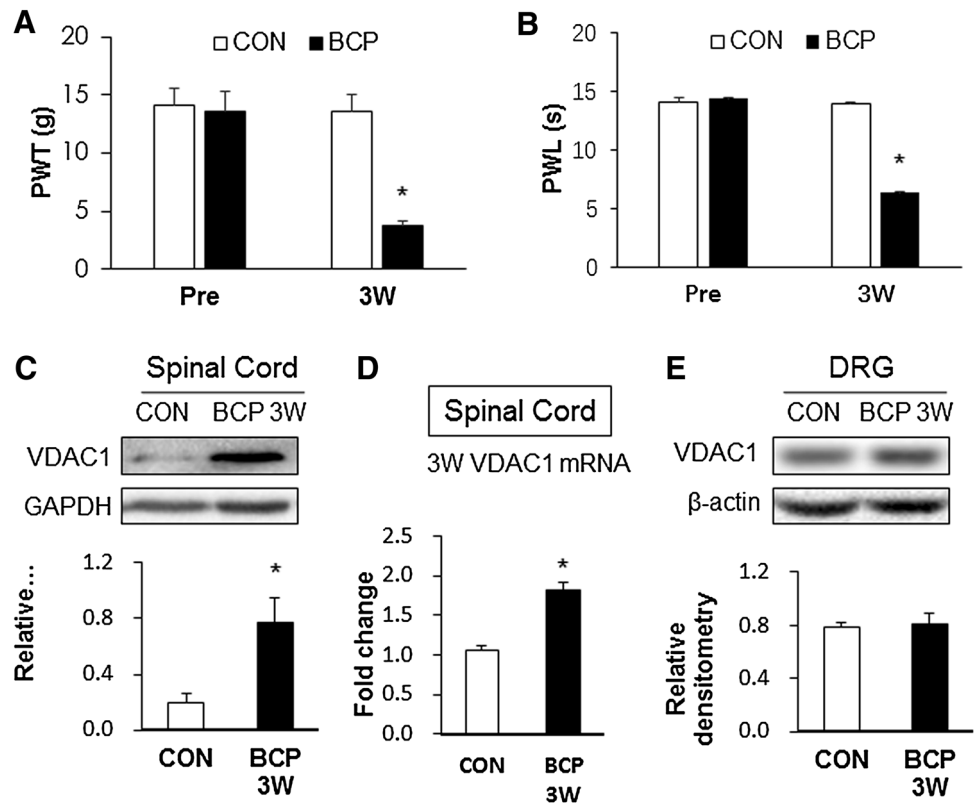 A
20
15
10
5
0
PWT (g)
CON BCP
*
Pre 3W
B
20
15
10
5
0
PWL (s)
CON BCP
*
Pre 3W
C
Spinal Cord
CON BCP 3W
VDAC1
GAPDH
1.2
0.8
0.4
0.0
Relative...
*
CON BCP
3W
D
Spinal Cord
3W VDAC1 mRNA
2.5
2.0
1.5
1.0
0.5
0.0
Fold change
*
CON BCP
3W
E
DRG
CON BCP 3W
VDAC1
β-actin
1.2
0.8
0.4
0.0
Relative
densitometry
CON BCP
3W